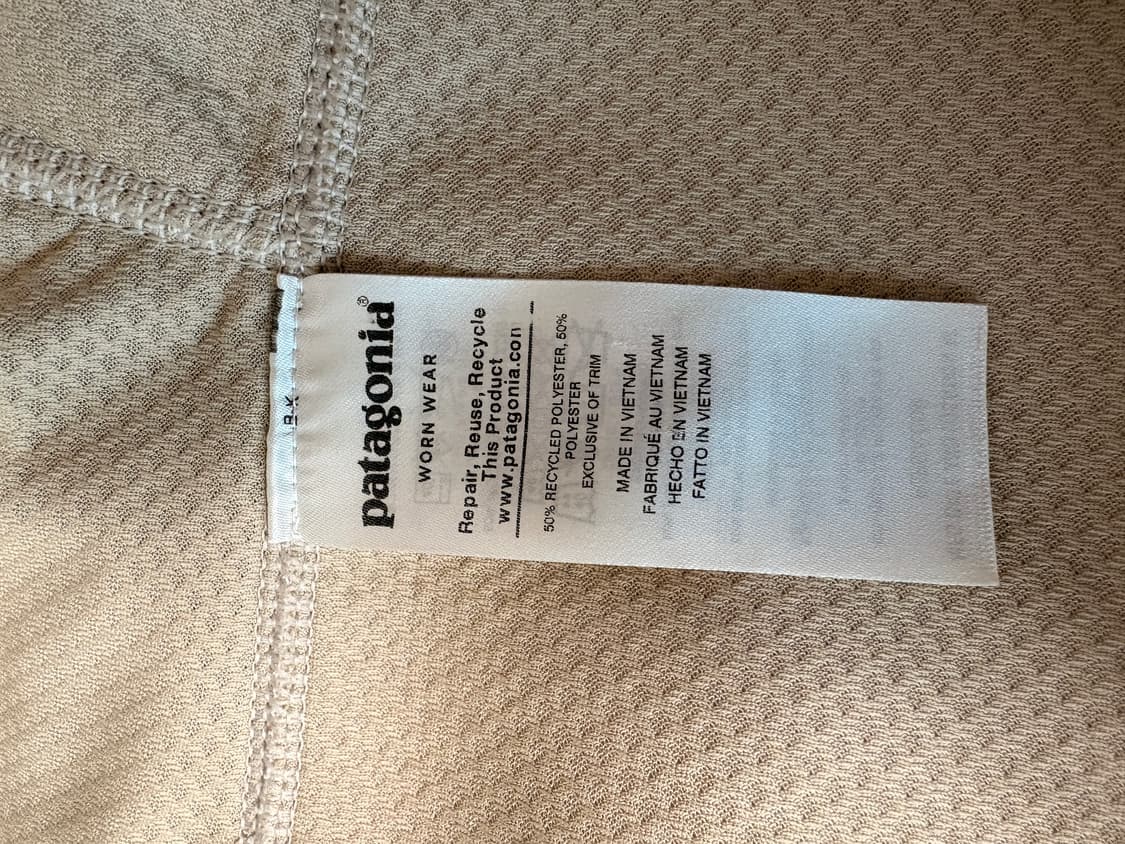 patagonia®
WORN WEAR
Repair, Reuse, Recycle
This Product
www.patagonia.con
50% RECYCLED POLYESTER, 50%
POLYESTER
EXCLUSIVE OF TRIM
MADE IN VIETNAM
FABRIQUÉ AU VIETNAM
HECHO EN VIETNAM
FATTO IN VIETNAM